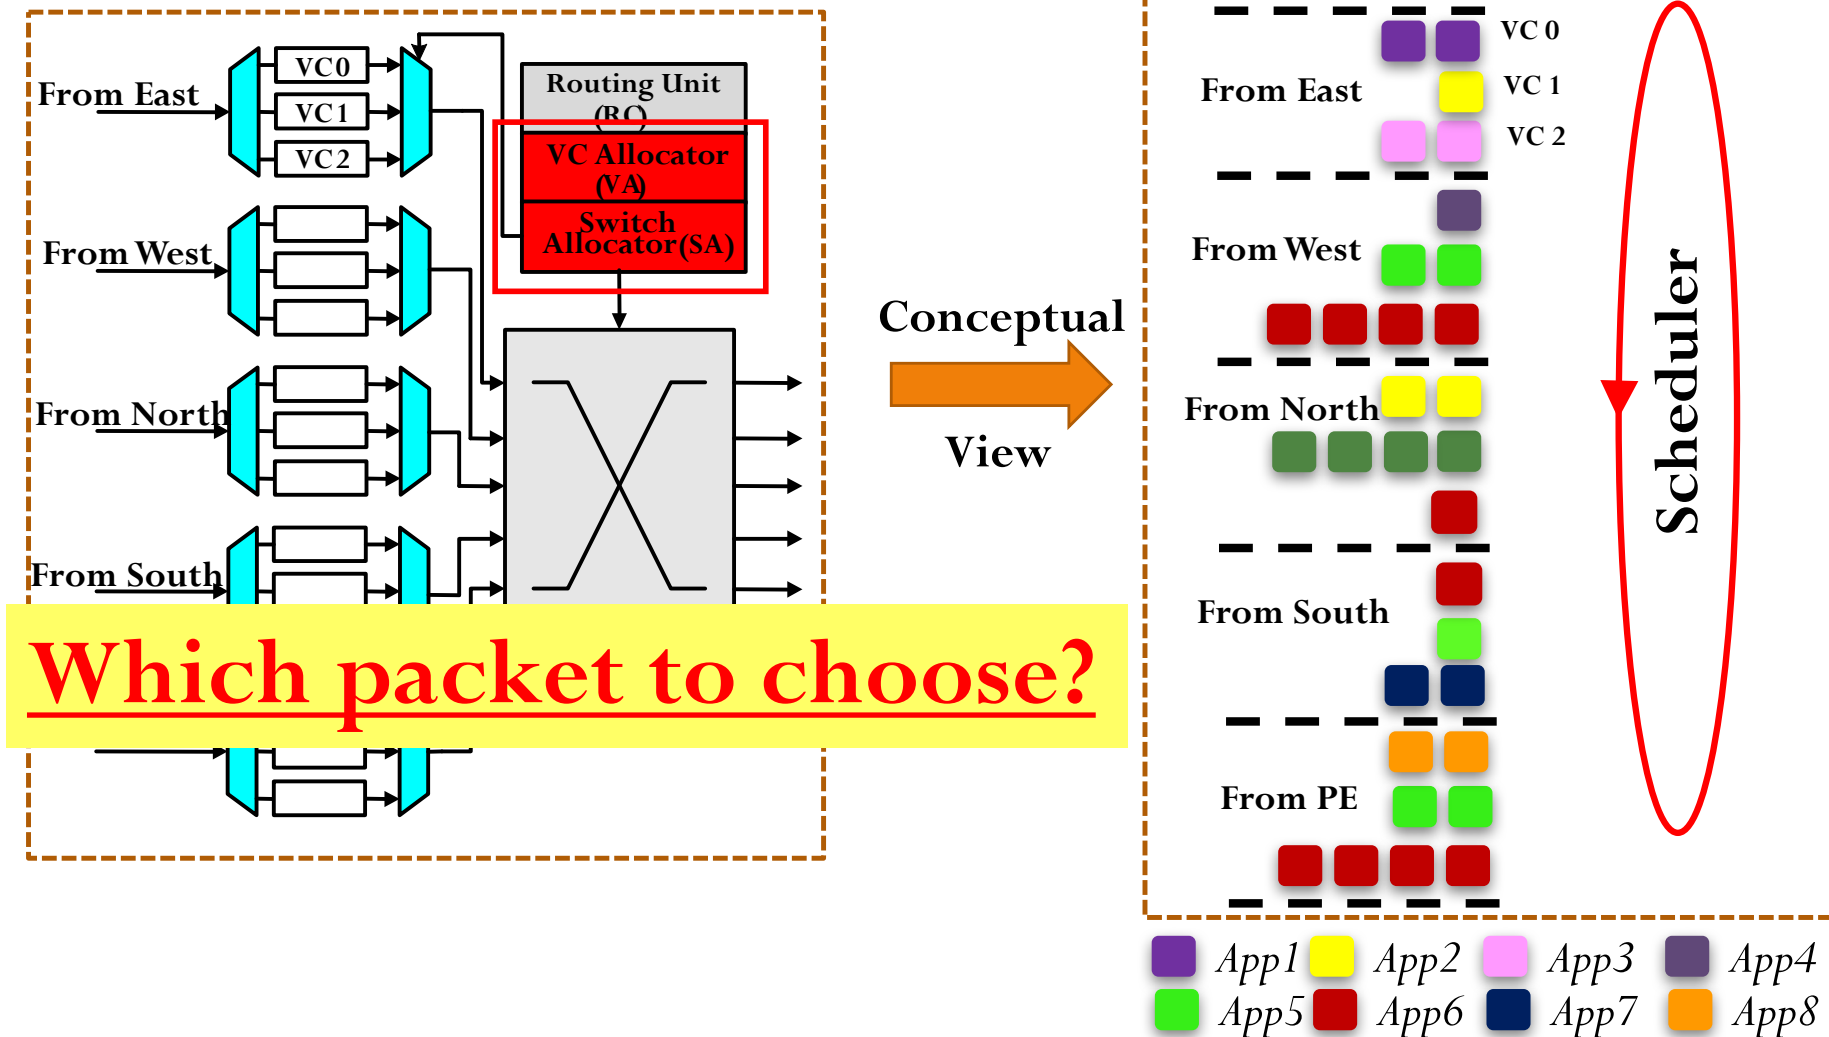 From East
VC0
VC1
VC2
Routing Unit
(RC)
VC Allocator
(VA)
Switch
Allocator(SA)
From West
From North
From South
Which packet to choose?
Conceptual
View
From East
VC 0
VC 1
VC 2
From West
From North
From South
From PE
Scheduler
App1
App2
App3
App4
App5
App6
App7
App8